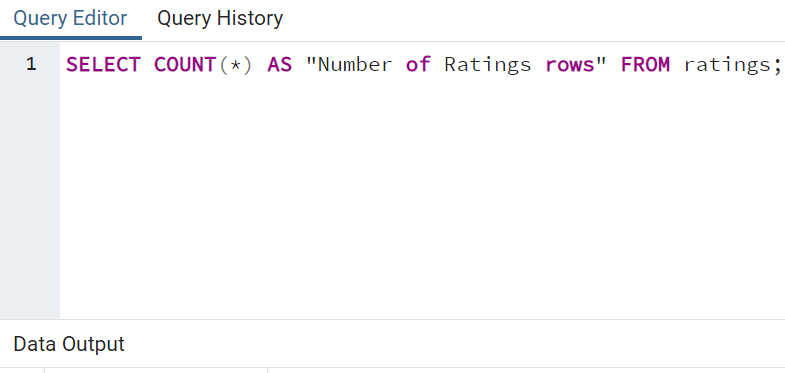 Query Editor Query History
1 SELECT COUNT(*) AS "Number of Ratings rows" FROM ratings;
Data Output